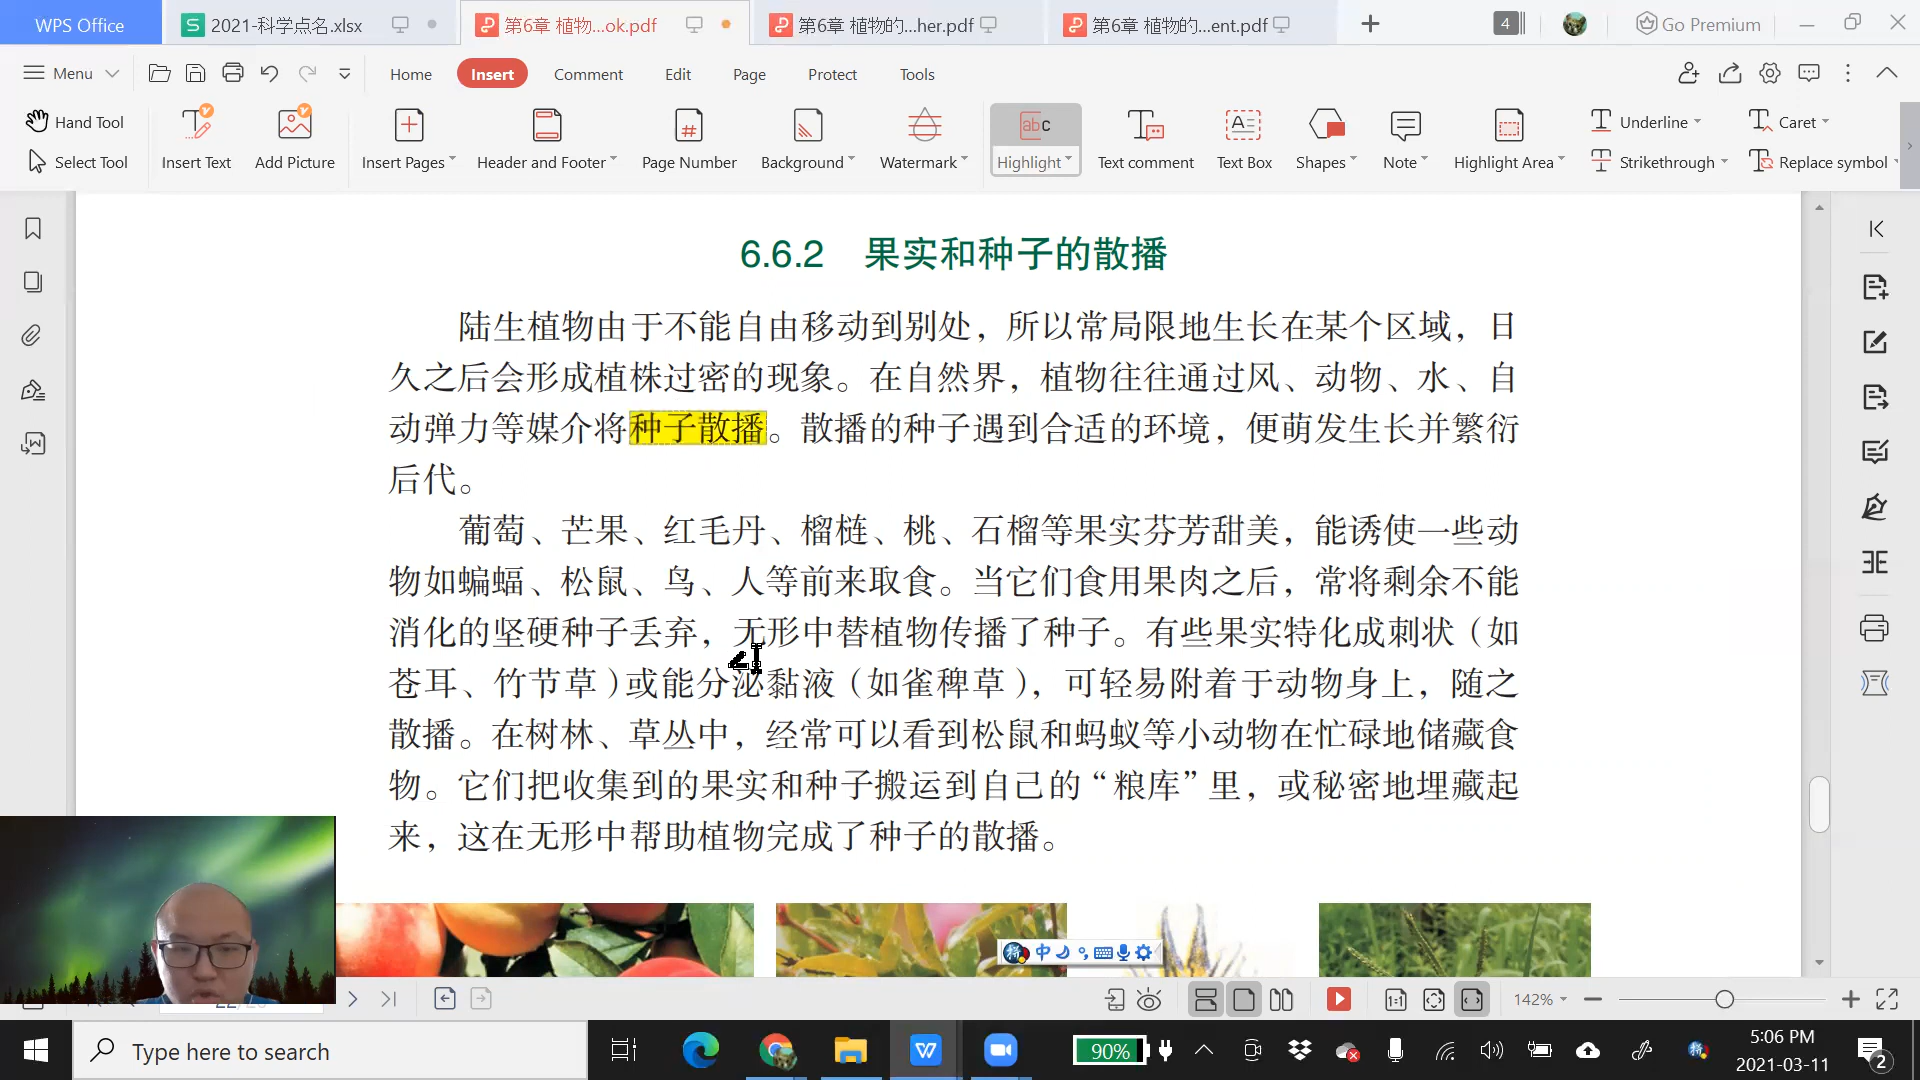 WPS Office
2021-科学点名.xlsx
第6章 植物...ok.pdf
第6章 植物的...her.pdf
第6章 植物的...ent.pdf
4
Go Premium
Menu
Home
Insert
Comment
Edit
Page
Protect
Tools
Hand Tool
Select Tool
Insert Text
Add Picture
Insert Pages
Header and Footer
Page Number
Background
Watermark
abc
Highlight
Text comment
Text Box
Shapes
Note
Highlight Area
Underline
Strikethrough
Caret
Replace symbol
6.6.2 果实和种子的散播
陆生植物由于不能自由移动到别处，所以常局限地生长在某个区域，日
久之后会形成植株过密的现象。在自然界，植物往往通过风、动物、水、自
动弹力等媒介将种子散播。散播的种子遇到合适的环境，便萌发生长并繁衍
后代。
葡萄、芒果、红毛丹、榴梿、桃、石榴等果实芬芳甜美，能诱使一些动
物如蝙蝠、松鼠、鸟、人等前来取食。当它们食用果肉之后，常将剩余不能
消化的坚硬种子丢弃，无形中替植物传播了种子。有些果实特化成刺状（如
苍耳、竹节草）或能分泌黏液（如雀稗草），可轻易附着于动物身上，随之
散播。在树林、草丛中，经常可以看到松鼠和蚂蚁等小动物在忙碌地储藏食
物。它们把收集到的果实和种子搬运到自己的“粮库”里，或秘密地埋藏起
来，这在无形中帮助植物完成了种子的散播。
中
142%
Type here to search
90%
5:06 PM
2021-03-11
2